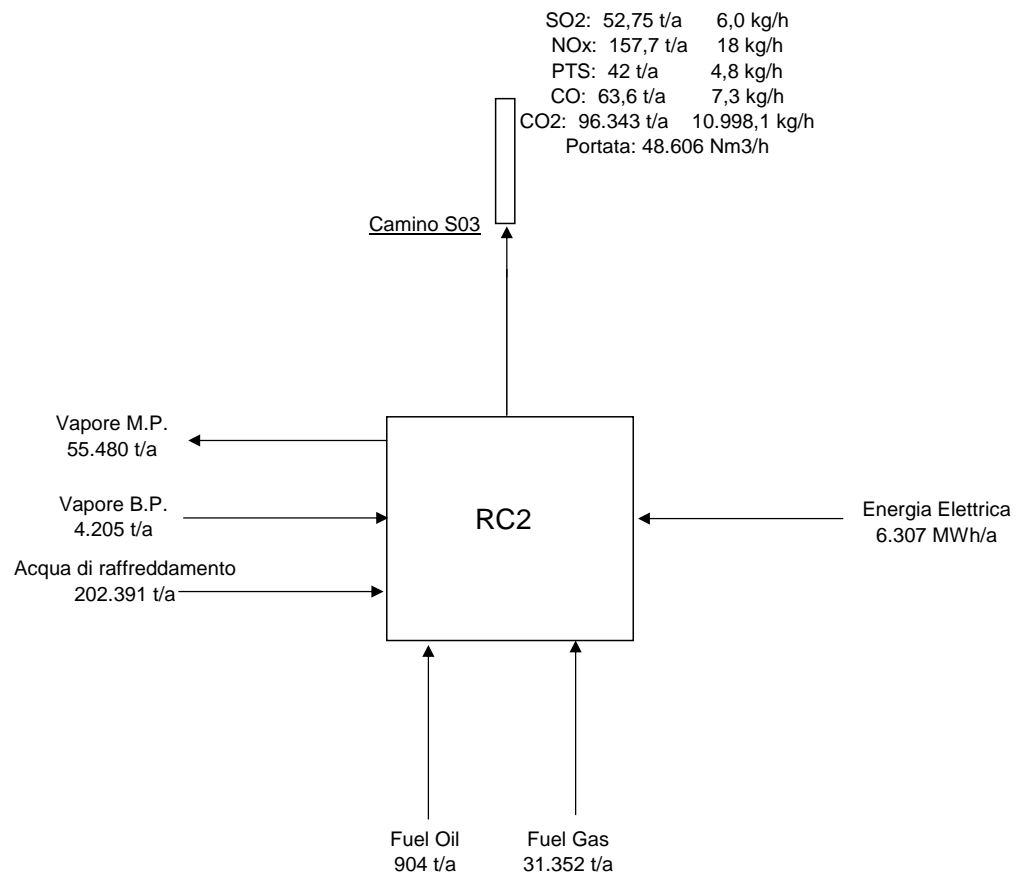 SO2: 52,75 t/a 6,0 kg/h
NOx: 157,7 t/a 18 kg/h
PTS: 42 t/a 4,8 kg/h
CO: 63,6 t/a 7,3 kg/h
CO2: 96.343 t/a 10.998,1 kg/h
Portata: 48.606 Nm3/h
Camino S03
Vapore M.P.
55.480 t/a
Vapore B.P.
4.205 t/a
Acqua di raffreddamento
202.391 t/a
RC2
Energia Elettrica
6.307 MWh/a
Fuel Oil
904 t/a
Fuel Gas
31.352 t/a